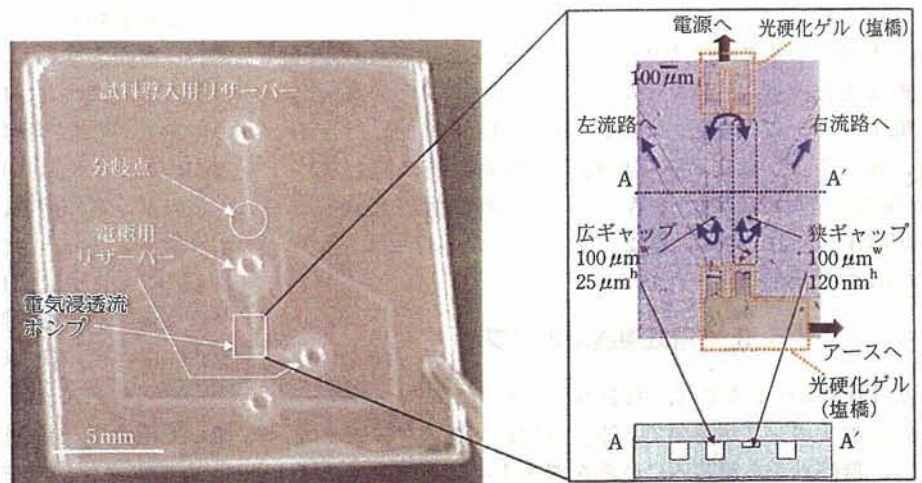 試料導入用リザーバー
分岐点
電極用
リザーバー
電気浸透流
ポンプ
5 mm
電源へ
光硬化ゲル（塩橋）
100 μm
左流路へ
右流路へ
A
A′
広ギャップ
100 μmʷ
25 μmʰ
狭ギャップ
100 μmʷ
120 nmʰ
アースへ
光硬化ゲル
（塩橋）
A
A′